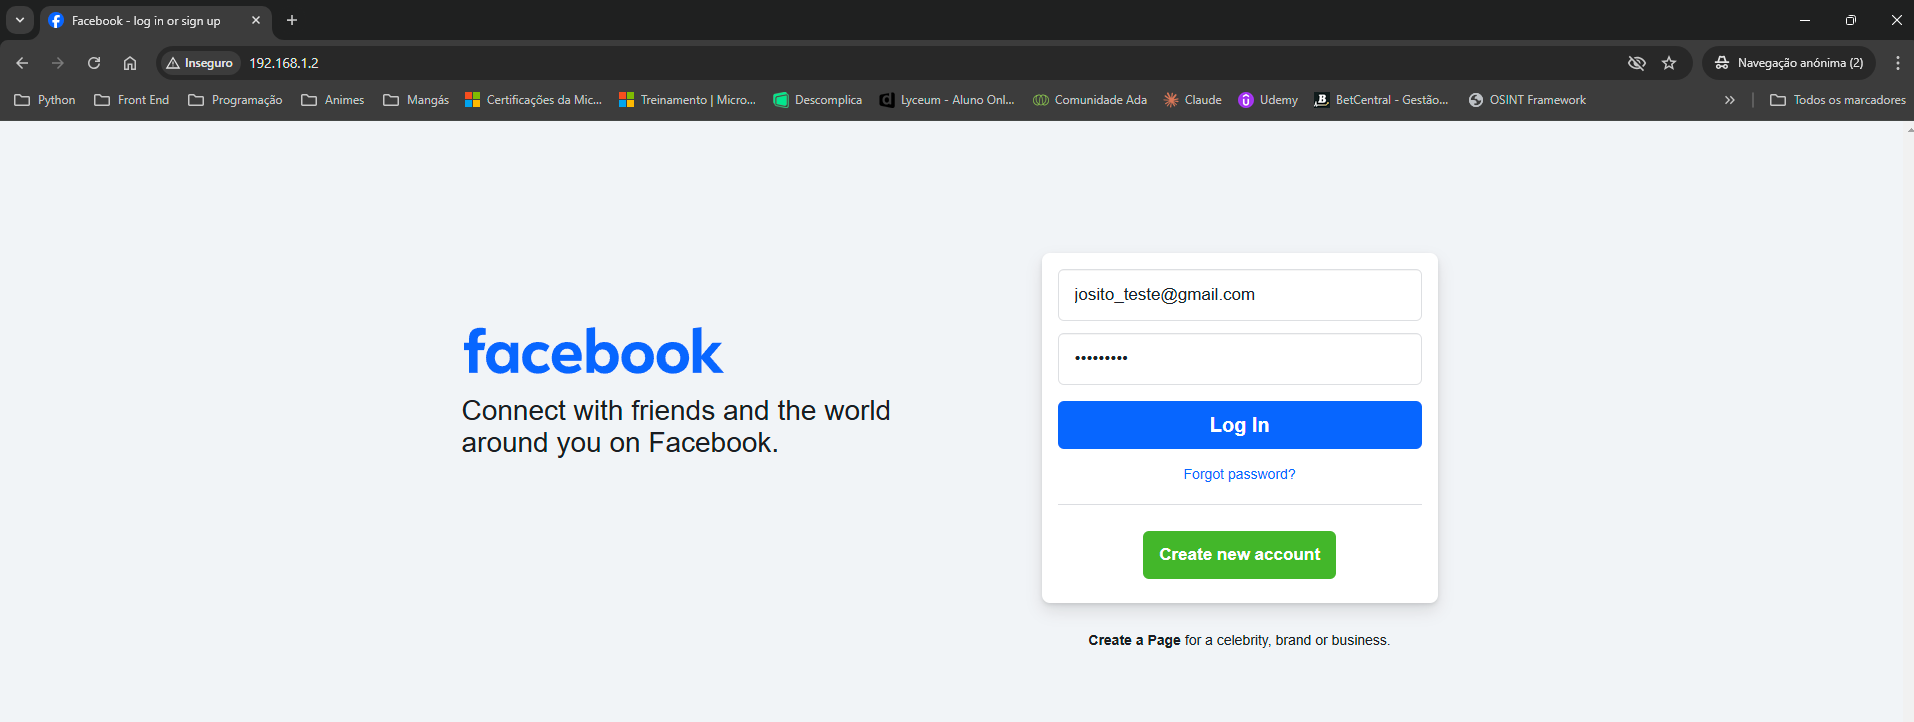 Facebook - log in or sign up
Inseguro 192.168.1.2 Navegação anónima (2)
Python Front End Programação Animes Mangás Certificações da Mic... Treinamento | Micro... Descomplica Lyceum - Aluno Onl... Comunidade Ada Claude Udemy BetCentral - Gestão... OSINT Framework » Todos os marcadores
facebook
Connect with friends and the world
around you on Facebook.
josito_teste@gmail.com
•••••••••
Log In
Forgot password?
Create new account
Create a Page for a celebrity, brand or business.